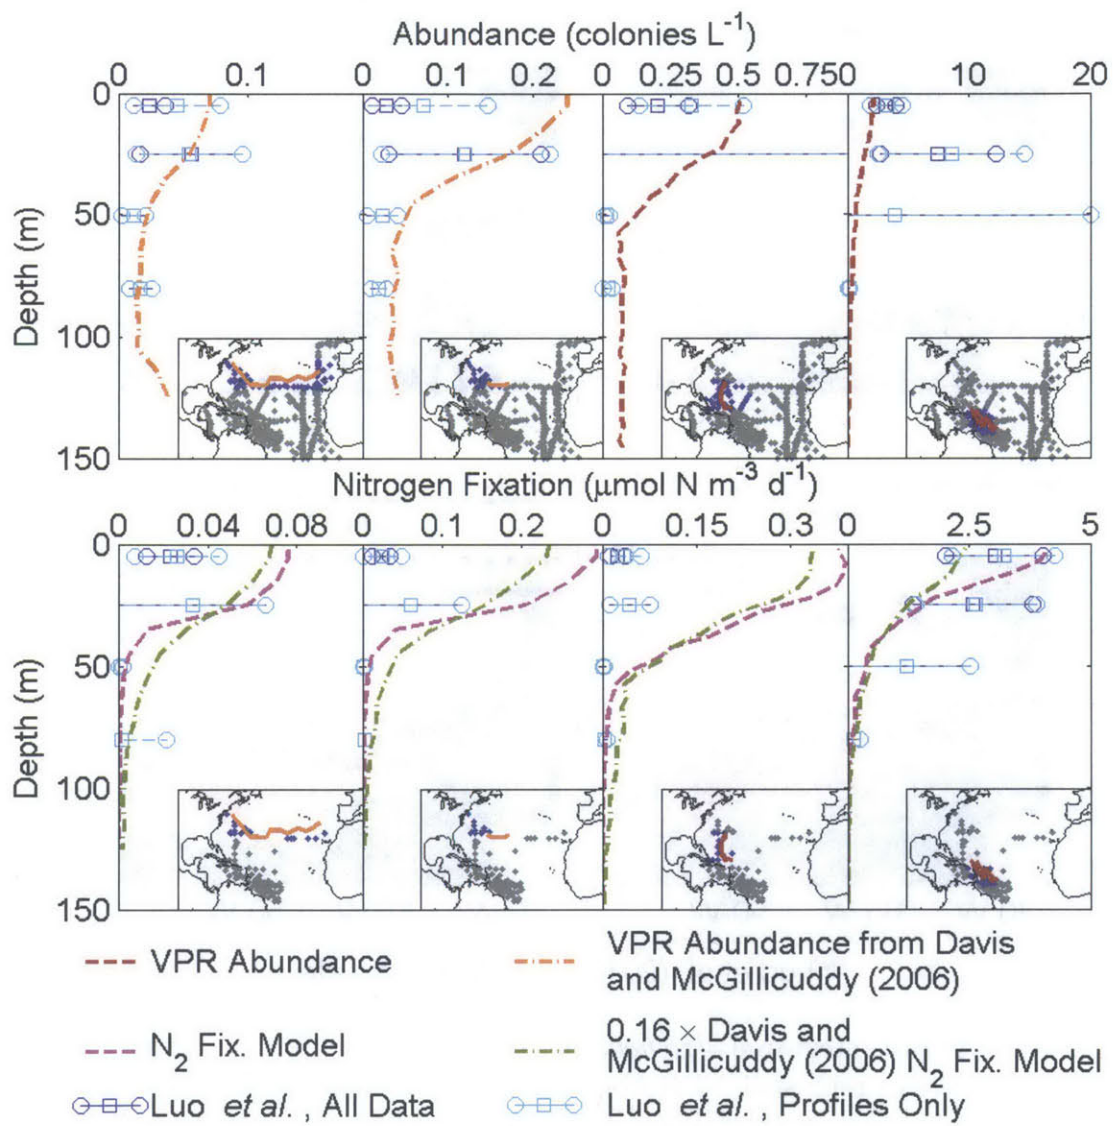 Abundance (colonies L⁻¹)
0 0.1 0 0.1 0.2 0 0.25 0.5 0.75 0 10 20
0
50
100
150
Depth (m)
Nitrogen Fixation (μmol N m⁻³ d⁻¹)
0 0.04 0.08 0 0.1 0.2 0 0.15 0.3 0 2.5 5
0
50
100
150
Depth (m)
VPR Abundance
VPR Abundance from Davis
and McGillicuddy (2006)
N₂ Fix. Model
0.16 × Davis and
McGillicuddy (2006) N₂ Fix. Model
Luo et al. , All Data
Luo et al. , Profiles Only